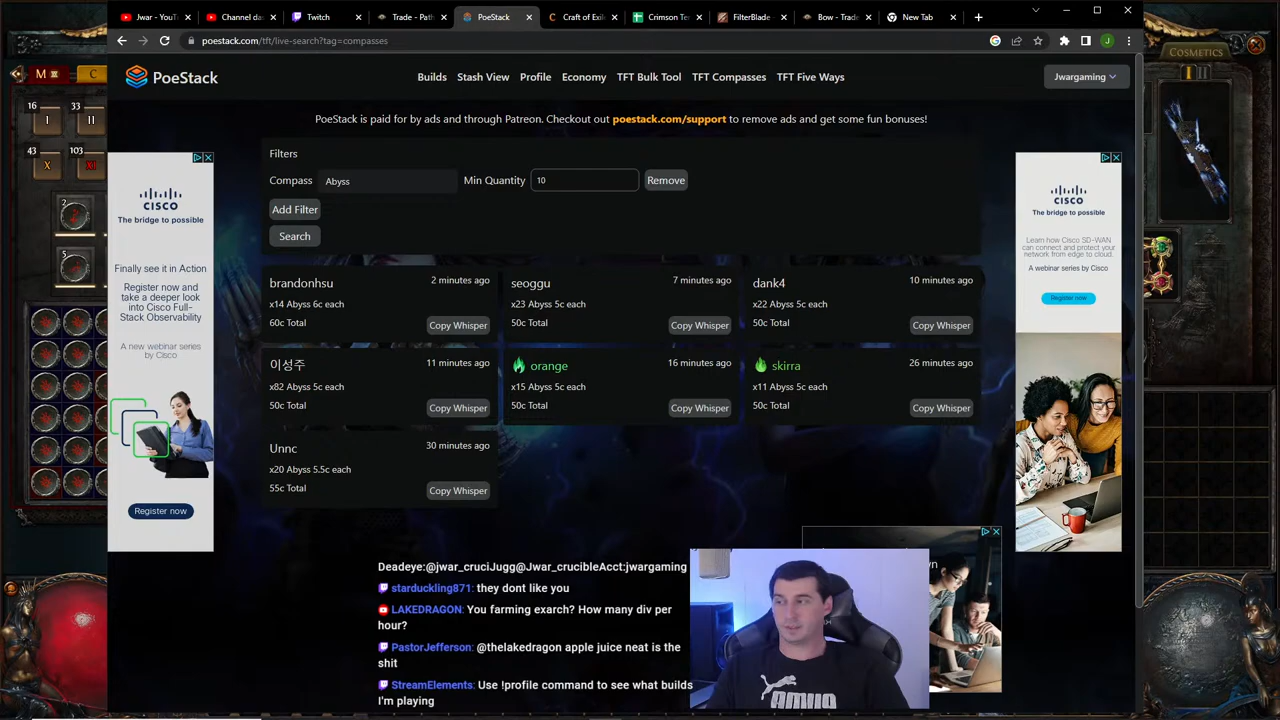 Jwar - YouT
Channel das
Twitch
Trade - Path
PoeStack
Craft of Exil
Crimson Te
FilterBlade
Bow - Trade
New Tab
poestack.com/tft/live-search?tag=compasses
J
COSMETICS
M
C
I
II
16
33
I
II
43
103
X
XI
2
5
PoeStack
Builds
Stash View
Profile
Economy
TFT Bulk Tool
TFT Compasses
TFT Five Ways
Jwargaming
PoeStack is paid for by ads and through Patreon. Checkout out poestack.com/support to remove ads and get some fun bonuses!
Filters
Compass
Abyss
Min Quantity
10
Remove
Add Filter
Search
brandonhsu
2 minutes ago
x14 Abyss 6c each
60c Total
Copy Whisper
seoggu
7 minutes ago
x23 Abyss 5c each
50c Total
Copy Whisper
dank4
10 minutes ago
x22 Abyss 5c each
50c Total
Copy Whisper
이성주
11 minutes ago
x82 Abyss 5c each
50c Total
Copy Whisper
orange
16 minutes ago
x15 Abyss 5c each
50c Total
Copy Whisper
skirra
26 minutes ago
x11 Abyss 5c each
50c Total
Copy Whisper
Unnc
30 minutes ago
x20 Abyss 5.5c each
55c Total
Copy Whisper
CISCO
The bridge to possible
Finally see it in Action
Register now and
take a deeper look
into Cisco Full-
Stack Observability
A new webinar series
by Cisco
Register now
CISCO
The bridge to possible
Learn how Cisco SD-WAN
can connect and protect your
network from edge to cloud.
A webinar series by Cisco
Register now
Deadeye:@jwar_cruciJugg@Jwar_crucibleAcct:jwargaming
starduckling871: they dont like you
LAKEDRAGON: You farming exarch? How many div per
hour?
PastorJefferson: @thelakedragon apple juice neat is the
shit
StreamElements: Use !profile command to see what builds
I'm playing